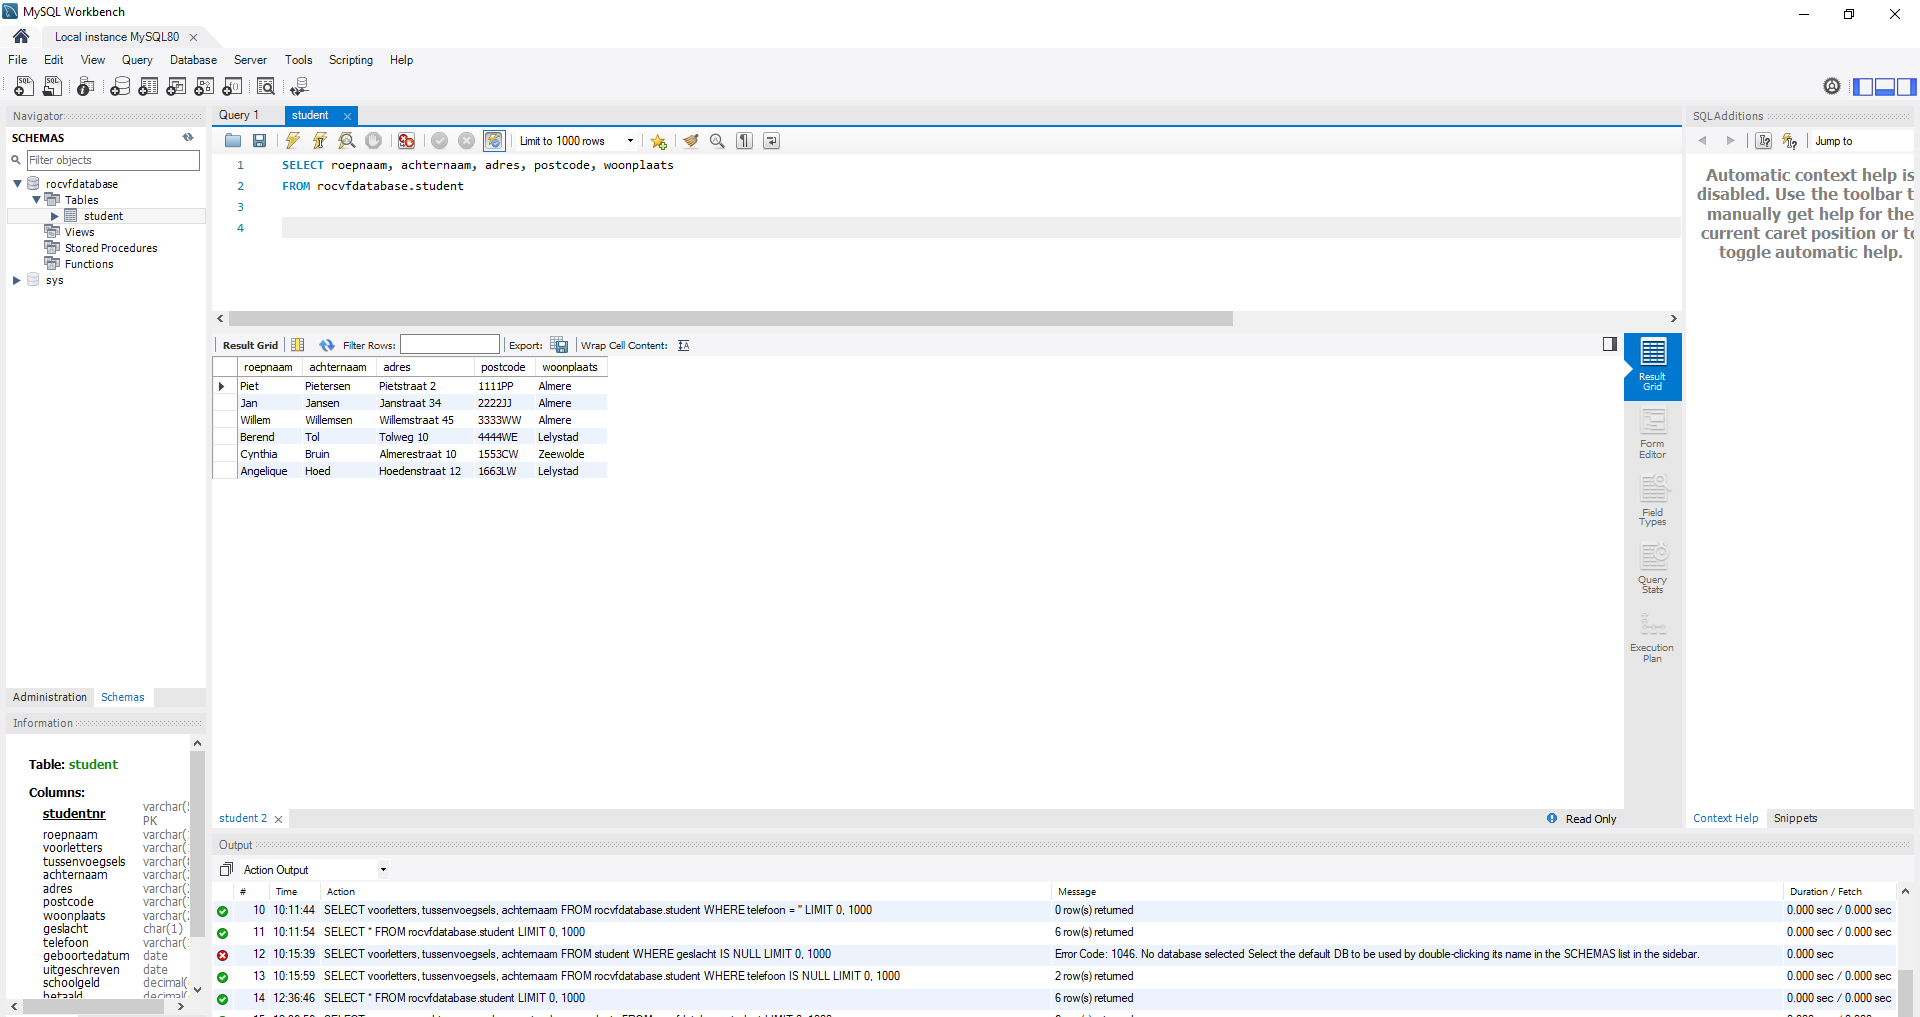 MySQL Workbench
Local instance MySQL80
File Edit View Query Database Server Tools Scripting Help
Navigator
SCHEMAS
Filter objects
rocvfdatabase
Tables
student
Views
Stored Procedures
Functions
sys
Administration Schemas
Information
Table: student
Columns:
studentnr varchar(5
PK
roepnaam varchar(
voorletters varchar(
tussenvoegsels varchar(
achternaam varchar(
adres varchar(
postcode varchar(
woonplaats varchar(
geslacht char(1)
telefoon varchar(
geboortedatum date
uitgeschreven date
schoolgeld decimal(
betaald decimal(
Query 1 student
Limit to 1000 rows
1 SELECT roepnaam, achternaam, adres, postcode, woonplaats
2 FROM rocvfdatabase.student
3
4
Result Grid Filter Rows: Export: Wrap Cell Content:
roepnaam achternaam adres postcode woonplaats
Piet Pietersen Pietstraat 2 1111PP Almere
Jan Jansen Janstraat 34 2222JJ Almere
Willem Willemsen Willemstraat 45 3333WW Almere
Berend Tol Tolweg 10 4444WE Lelystad
Cynthia Bruin Almerestraat 10 1553CW Zeewolde
Angelique Hoed Hoedenstraat 12 1663LW Lelystad
Result
Grid
Form
Editor
Field
Types
Query
Stats
Execution
Plan
student 2 Read Only
SQLAdditions
Jump to
Automatic context help is
disabled. Use the toolbar t
manually get help for the
current caret position or to
toggle automatic help.
Context Help Snippets
Output
Action Output
# Time Action Message Duration / Fetch
10 10:11:44 SELECT voorletters, tussenvoegsels, achternaam FROM rocvfdatabase.student WHERE telefoon = '' LIMIT 0, 1000 0 row(s) returned 0.000 sec / 0.000 sec
11 10:11:54 SELECT * FROM rocvfdatabase.student LIMIT 0, 1000 6 row(s) returned 0.000 sec / 0.000 sec
12 10:15:39 SELECT voorletters, tussenvoegsels, achternaam FROM student WHERE geslacht IS NULL LIMIT 0, 1000 Error Code: 1046. No database selected Select the default DB to be used by double-clicking its name in the SCHEMAS list in the sidebar. 0.000 sec
13 10:15:59 SELECT voorletters, tussenvoegsels, achternaam FROM rocvfdatabase.student WHERE telefoon IS NULL LIMIT 0, 1000 2 row(s) returned 0.000 sec / 0.000 sec
14 12:36:46 SELECT * FROM rocvfdatabase.student LIMIT 0, 1000 6 row(s) returned 0.000 sec / 0.000 sec